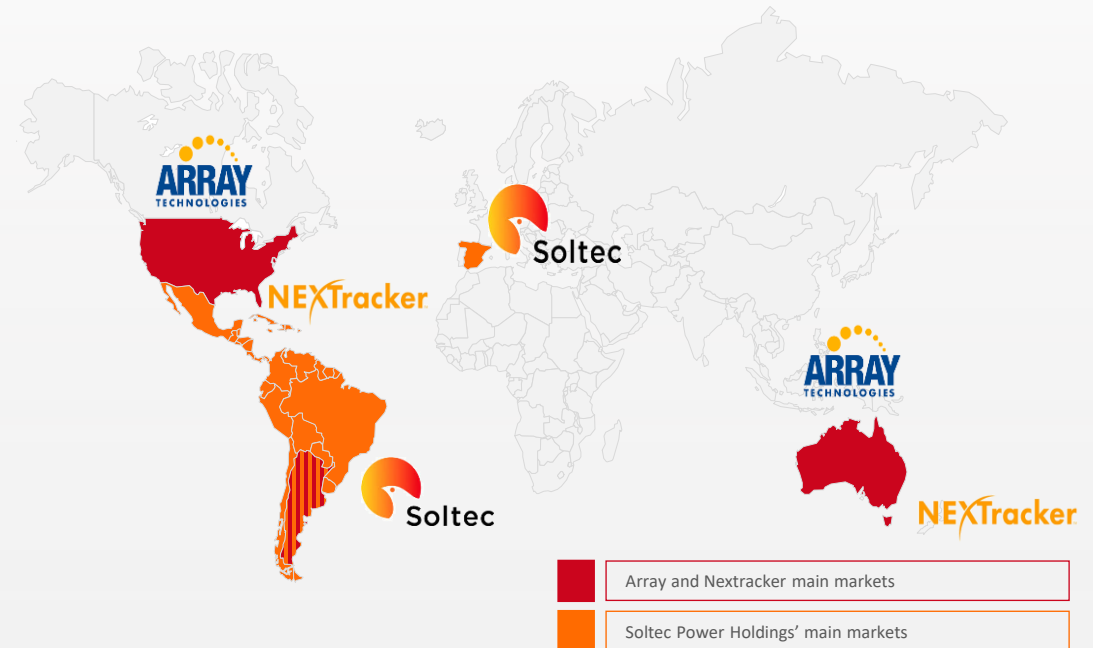 ARRAY
TECHNOLOGIES
Soltec
NEXTracker
ARRAY
TECHNOLOGIES
Soltec
NEXTracker
Array and Nextracker main markets
Soltec Power Holdings’ main markets